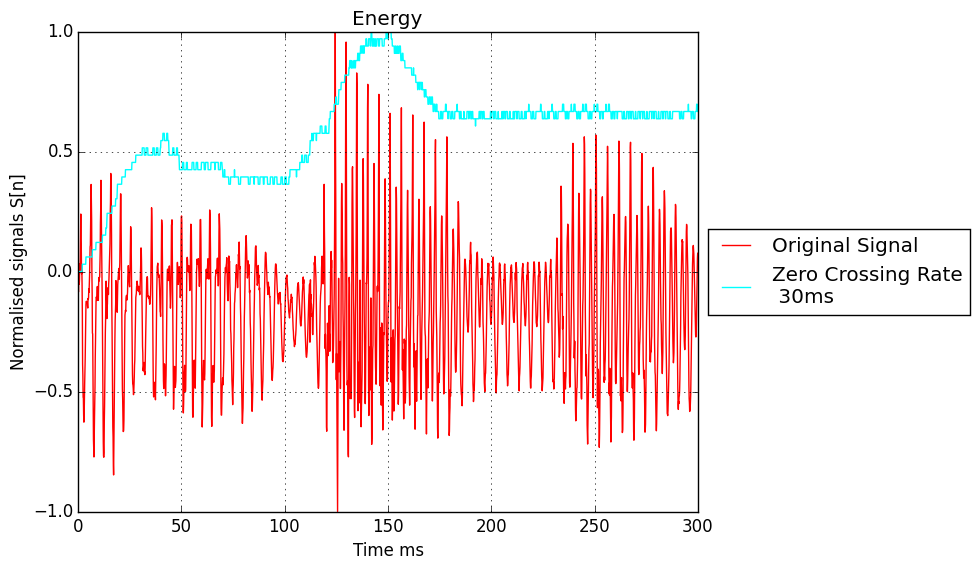 Energy
1.0
0.5
0.0
−0.5
−1.0
Normalised signals S[n]
0 50 100 150 200 250 300
Time ms
Original Signal
Zero Crossing Rate
30ms